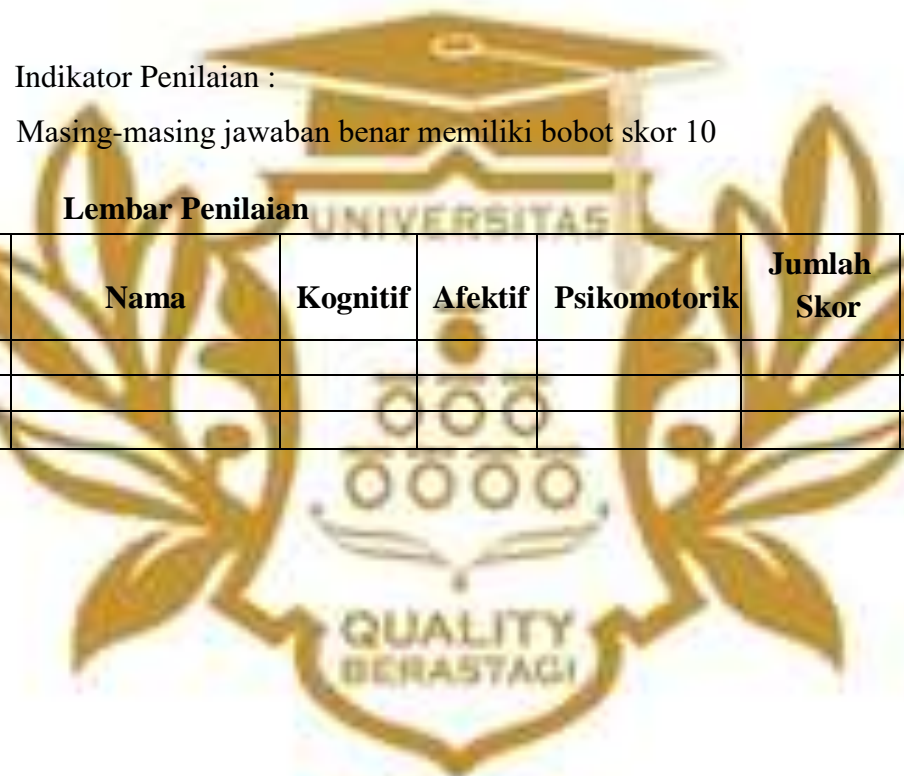 Indikator Penilaian :
Masing-masing jawaban benar memiliki bobot skor 10
Lembar Penilaian
UNIVERSITAS
Nama Kognitif Afektif Psikomotorik Jumlah Skor
QUALITY
BERASTAGI